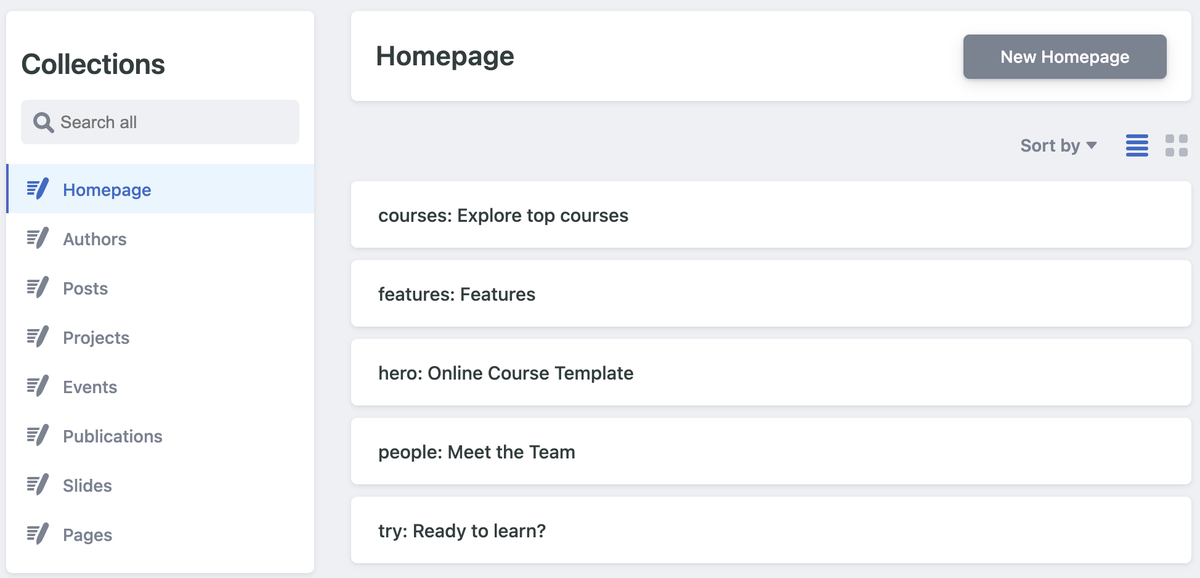 Collections
Search all
Homepage
Authors
Posts
Projects
Events
Publications
Slides
Pages
Homepage
New Homepage
Sort by
courses: Explore top courses
features: Features
hero: Online Course Template
people: Meet the Team
try: Ready to learn?